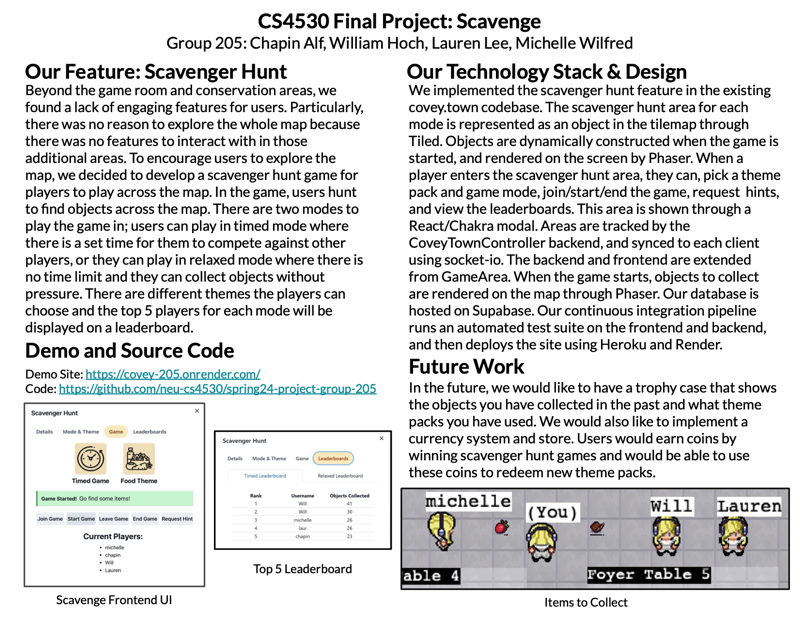 CS4530 Final Project: Scavenge
Group 205: Chapin Alf, William Hoch, Lauren Lee, Michelle Wilfred
Our Feature: Scavenger Hunt
Beyond the game room and conservation areas, we
found a lack of engaging features for users. Particularly,
there was no reason to explore the whole map because
there was no features to interact with in those
additional areas. To encourage users to explore the
map, we decided to develop a scavenger hunt game for
players to play across the map. In the game, users hunt
to find objects across the map. There are two modes to
play the game in; users can play in timed mode where
there is a set time for them to compete against other
players, or they can play in relaxed mode where there is
no time limit and they can collect objects without
pressure. There are different themes the players can
choose and the top 5 players for each mode will be
displayed on a leaderboard.
Demo and Source Code
Demo Site: https://covey-205.onrender.com/
Code: https://github.com/neu-cs4530/spring24-project-group-205
Scavenger Hunt ×
Details Mode & Theme Game Leaderboards
Timed Game Food Theme
Game Started! Go find some items!
Join Game Start Game Leave Game End Game Request Hint
Current Players:
• michelle
• chapin
• Will
• Lauren
Scavenge Frontend UI
Scavenger Hunt ×
Details Mode & Theme Game Leaderboards
Timed Leaderboard Relaxed Leaderboard
Rank Username Objects Collected
1 Will 41
2 Will 30
3 michelle 26
4 laur 26
5 chapin 23
Top 5 Leaderboard
Our Technology Stack & Design
We implemented the scavenger hunt feature in the existing
covey.town codebase. The scavenger hunt area for each
mode is represented as an object in the tilemap through
Tiled. Objects are dynamically constructed when the game is
started, and rendered on the screen by Phaser. When a
player enters the scavenger hunt area, they can, pick a theme
pack and game mode, join/start/end the game, request hints,
and view the leaderboards. This area is shown through a
React/Chakra modal. Areas are tracked by the
CoveyTownController backend, and synced to each client
using socket-io. The backend and frontend are extended
from GameArea. When the game starts, objects to collect
are rendered on the map through Phaser. Our database is
hosted on Supabase. Our continuous integration pipeline
runs an automated test suite on the frontend and backend,
and then deploys the site using Heroku and Render.
Future Work
In the future, we would like to have a trophy case that shows
the objects you have collected in the past and what theme
packs you have used. We would also like to implement a
currency system and store. Users would earn coins by
winning scavenger hunt games and would be able to use
these coins to redeem new theme packs.
michelle (You) Will Lauren
able 4 Foyer Table 5
Items to Collect